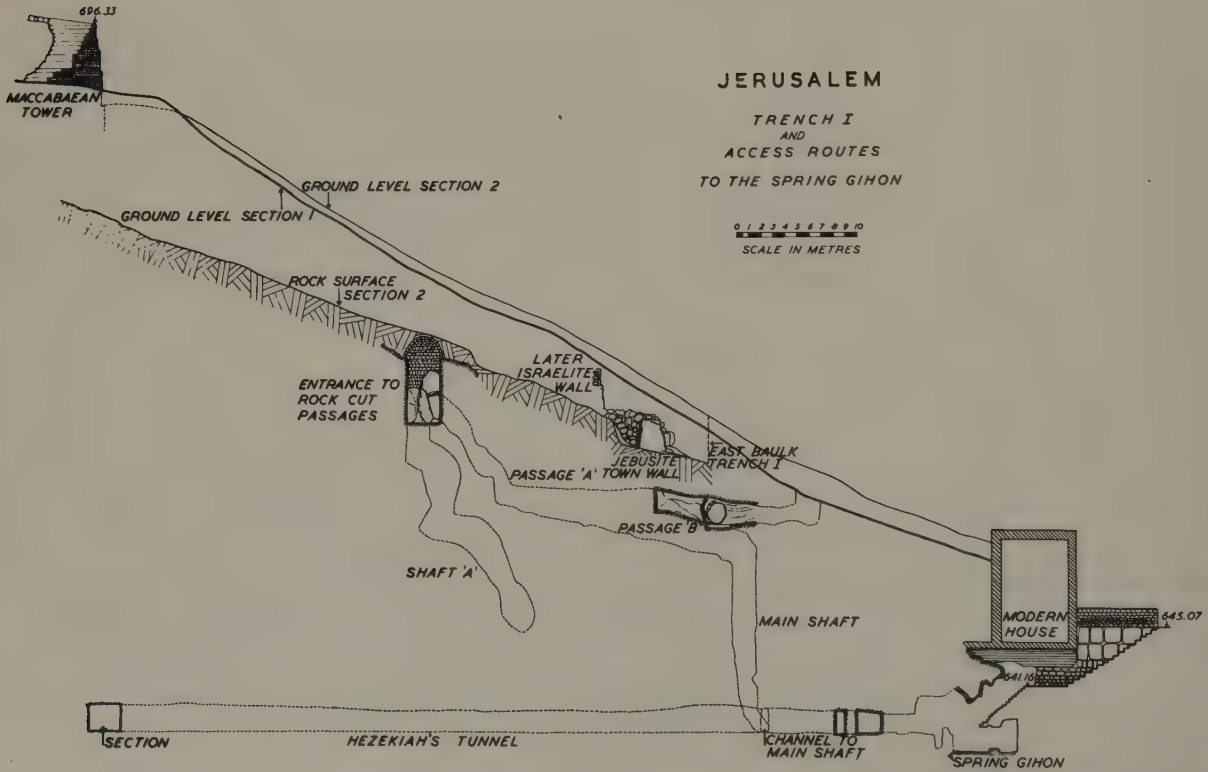 696.33
MACCABAEAN
TOWER
JERUSALEM
TRENCH I
AND
ACCESS ROUTES
TO THE SPRING GIHON
0 1 2 3 4 5 6 7 8 9 10
SCALE IN METRES
GROUND LEVEL SECTION 2
GROUND LEVEL SECTION 1
ROCK SURFACE
SECTION 2
LATER
ISRAELITE
WALL
ENTRANCE TO
ROCK CUT
PASSAGES
EAST BAULK
TRENCH I
JEBUSITE
TOWN WALL
PASSAGE 'A'
PASSAGE 'B'
SHAFT 'A'
MAIN SHAFT
MODERN
HOUSE
645.07
641.16
SECTION
HEZEKIAH'S TUNNEL
CHANNEL TO
MAIN SHAFT
SPRING GIHON